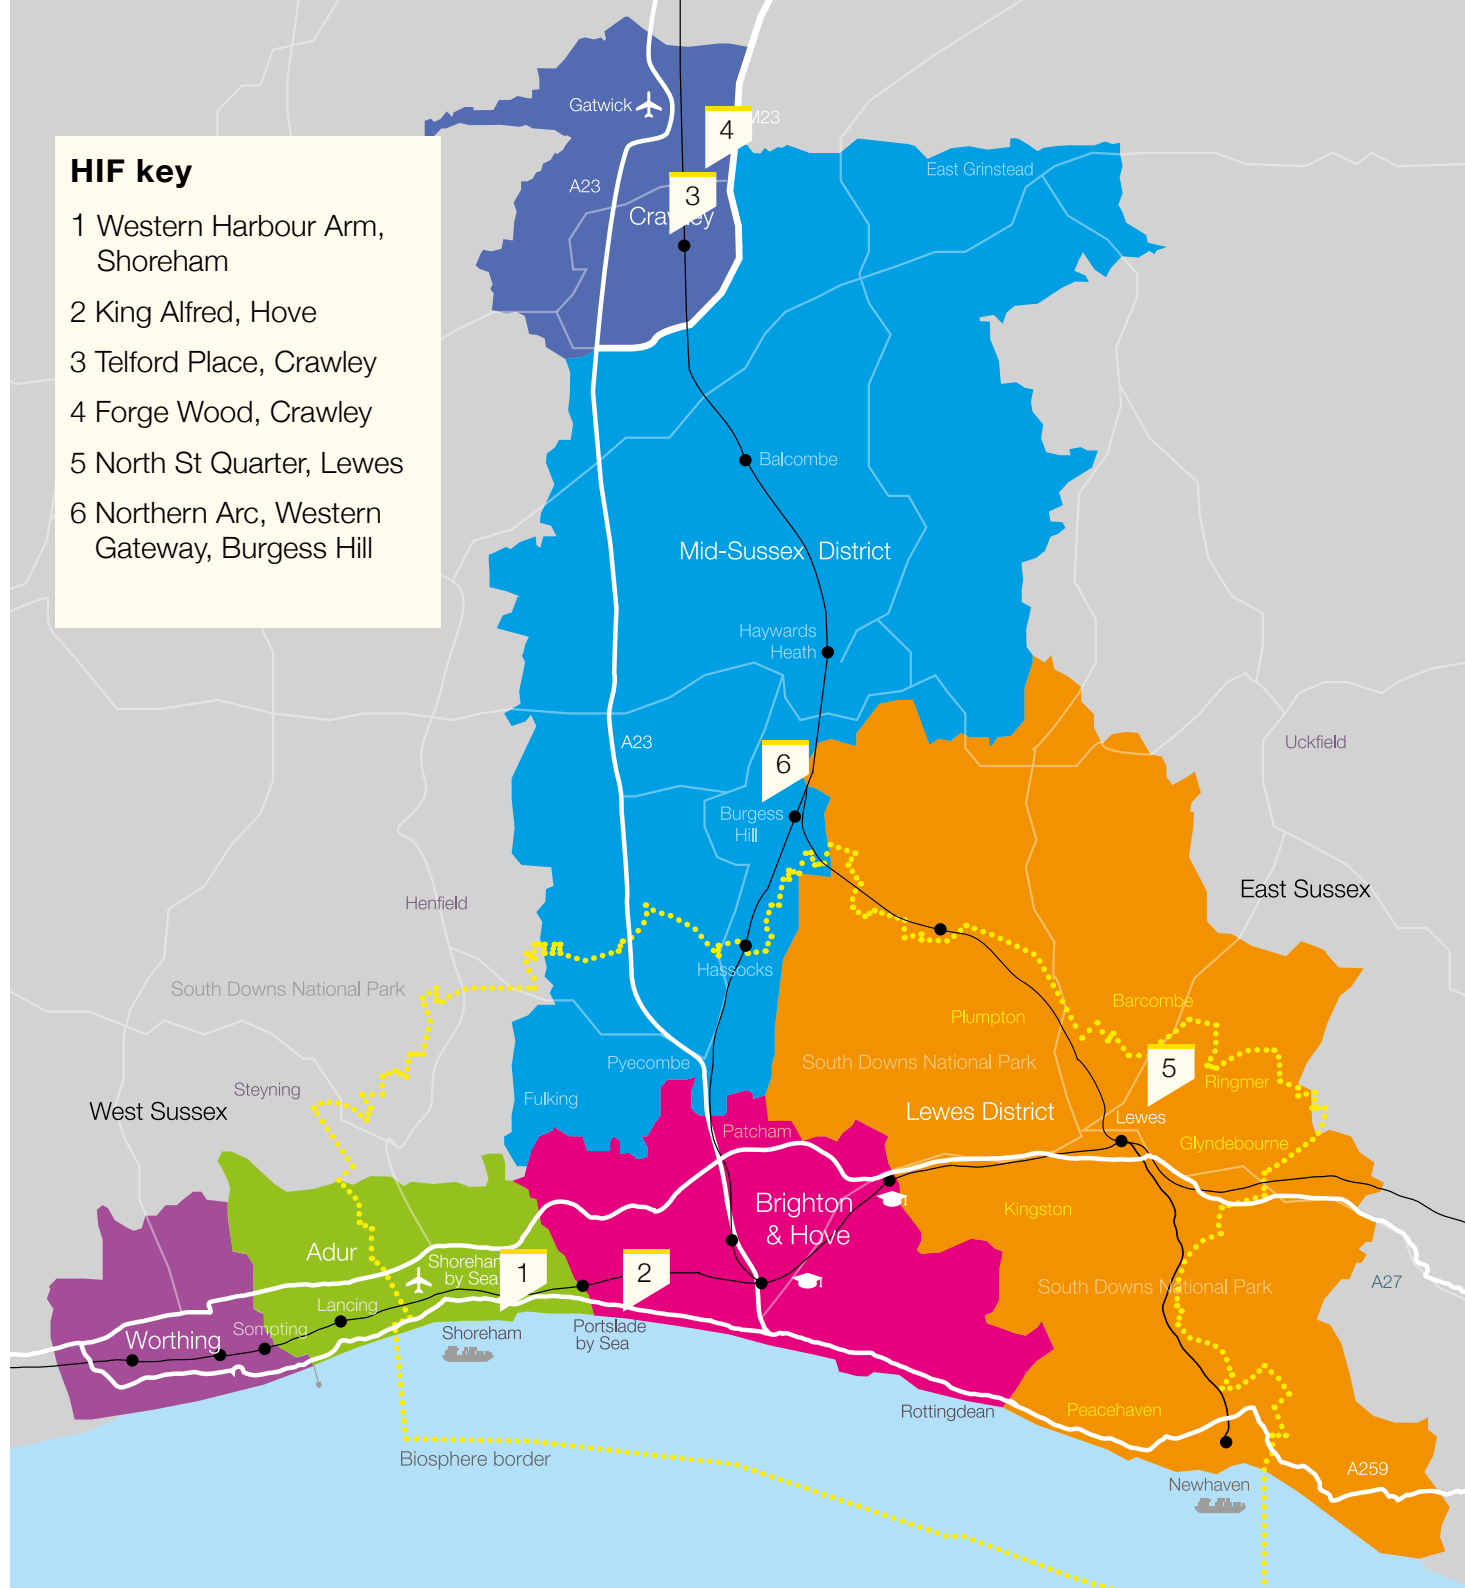 Gatwick
M23
4
HIF key
East Grinstead
A23
3
Crawley
1 Western Harbour Arm,
Shoreham
2 King Alfred, Hove
3 Telford Place, Crawley
4 Forge Wood, Crawley
5 North St Quarter, Lewes
6 Northern Arc, Western
Gateway, Burgess Hill
Balcombe
Mid-Sussex District
Haywards
Heath
A23
Uckfield
6
Burgess
Hill
East Sussex
Henfield
Hassocks
South Downs National Park
Barcombe
Plumpton
Pyecombe
South Downs National Park
5
Ringmer
Steyning
Fulking
West Sussex
Lewes District
Lewes
Patcham
Glyndebourne
Brighton
& Hove
Kingston
Adur
Shoreham
by Sea
1
2
South Downs National Park
A27
Lancing
Sompting
Worthing
Shoreham
Portslade
by Sea
Rottingdean
Peacehaven
Biosphere border
A259
Newhaven